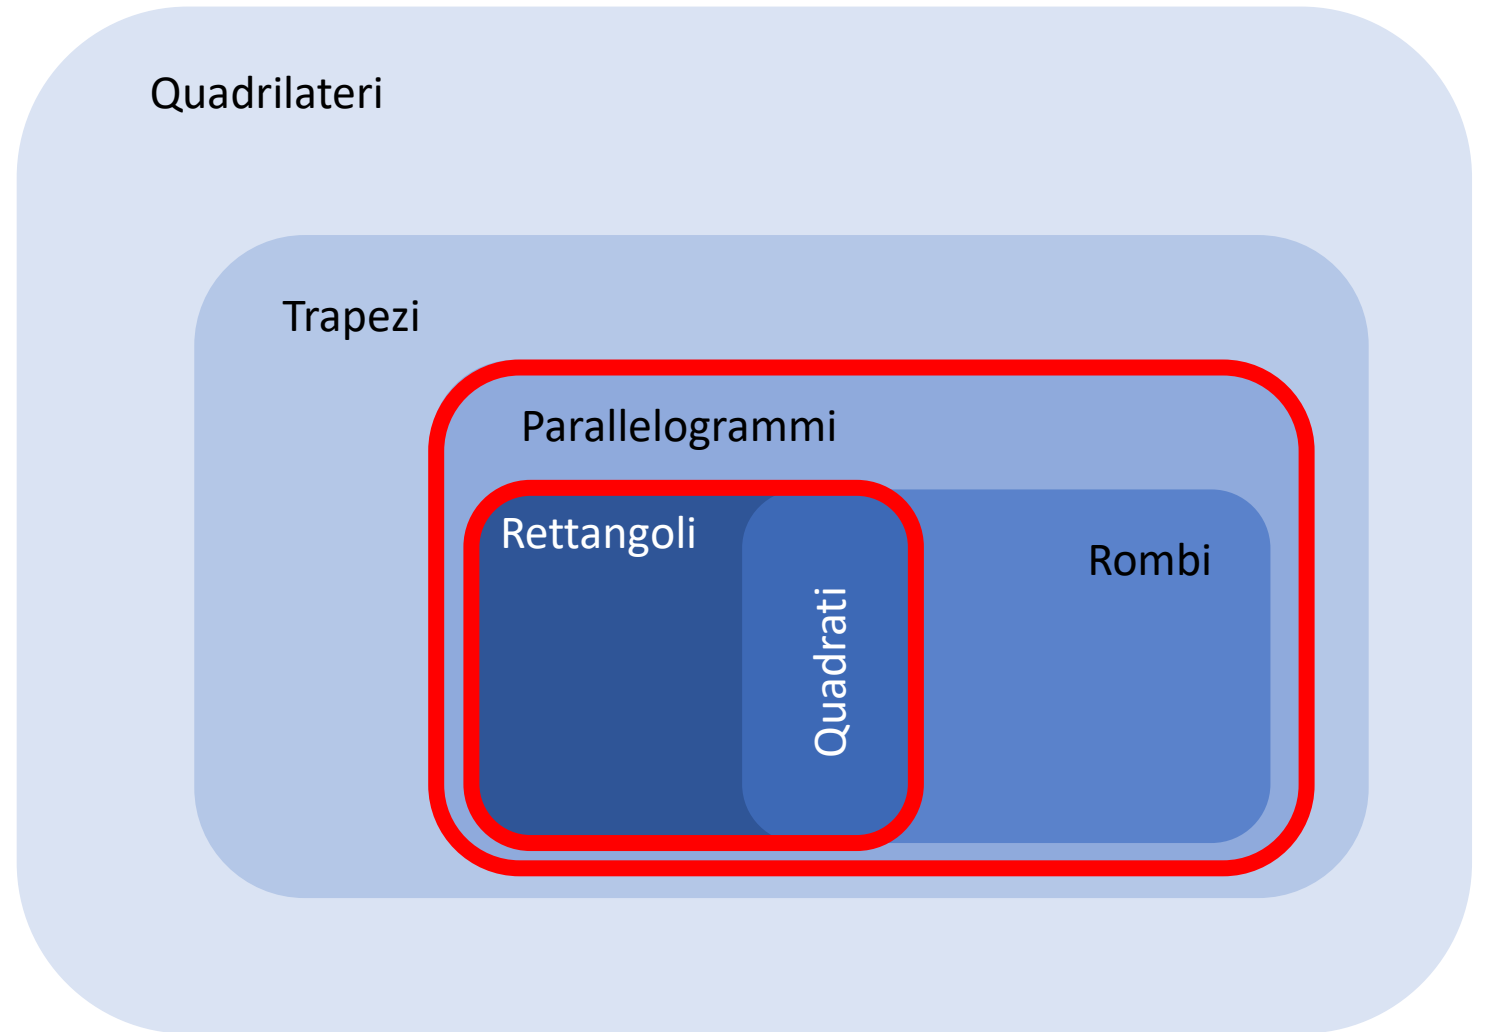 Quadrilateri
Trapezi
Parallelogrammi
Rettangoli
Quadrati
Rombi